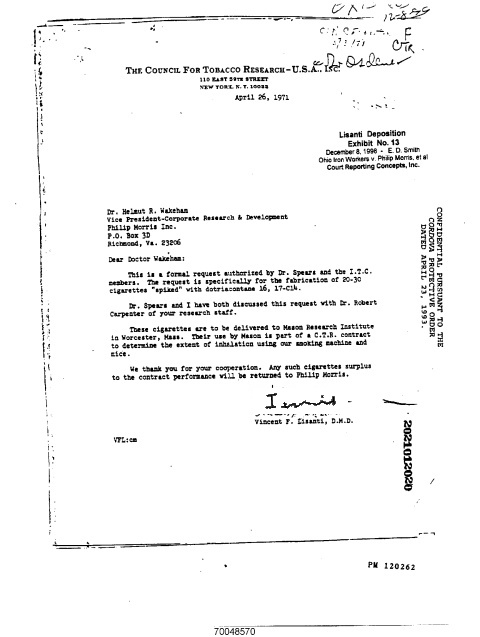 12-8-98
F
CTR
Dr Osdene
THE COUNCIL FOR TOBACCO RESEARCH-U.S.A., INC.
110 EAST 59TH STREET
NEW YORK, N. Y. 10022
April 26, 1971
Lisanti Deposition
Exhibit No. 13
December 8, 1998 - E. D. Smith
Ohio Iron Workers v. Philip Morris, et al
Court Reporting Concepts, Inc.
Dr. Helmut R. Wakeham
Vice President-Corporate Research & Development
Philip Morris Inc.
P.O. Box 3D
Richmond, Va. 23206
Dear Doctor Wakeham:
This is a formal request authorized by Dr. Spears and the I.T.C.
members. The request is specifically for the fabrication of 20-30
cigarettes "spiked" with dotriacontane 16, 17-C14.
Dr. Spears and I have both discussed this request with Dr. Robert
Carpenter of your research staff.
These cigarettes are to be delivered to Mason Research Institute
in Worcester, Mass. Their use by Mason is part of a C.T.R. contract
to determine the extent of inhalation using our smoking machine and
mice.
We thank you for your cooperation. Any such cigarettes surplus
to the contract performance will be returned to Philip Morris.
Vincent F. Lisanti, D.M.D.
VFL:cm
CONFIDENTIAL PURSUANT TO THE
CORDOVA PROTECTIVE ORDER
DATED APRIL 23, 1993.
2021012020
PM 120262
70048570